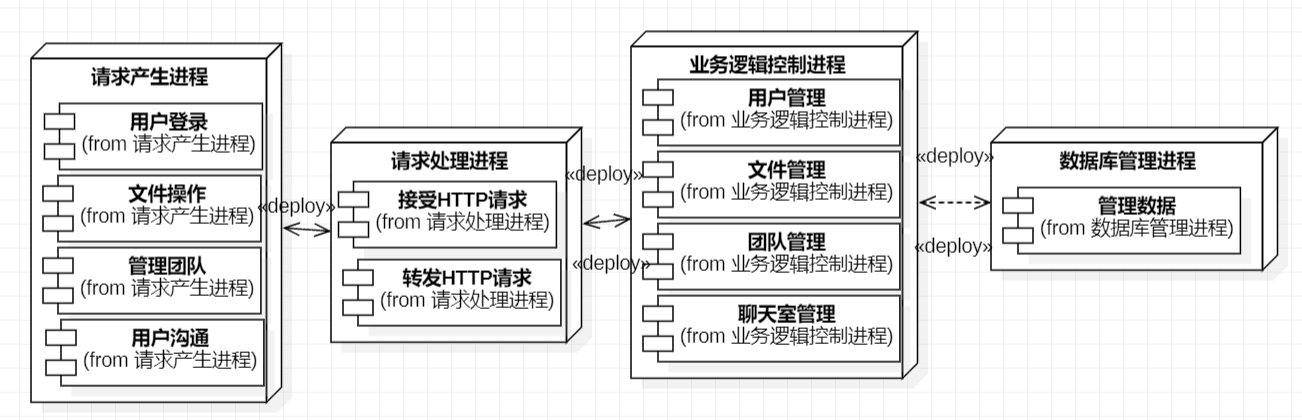 请求产生进程
用户登录
(from 请求产生进程)
文件操作
(from 请求产生进程)
管理团队
(from 请求产生进程)
用户沟通
(from 请求产生进程)
«deploy»
请求处理进程
接受HTTP请求
(from 请求处理进程)
转发HTTP请求
(from 请求处理进程)
«deploy»
«deploy»
业务逻辑控制进程
用户管理
(from 业务逻辑控制进程)
文件管理
(from 业务逻辑控制进程)
团队管理
(from 业务逻辑控制进程)
聊天室管理
(from 业务逻辑控制进程)
«deploy»
«deploy»
数据库管理进程
管理数据
(from 数据库管理进程)